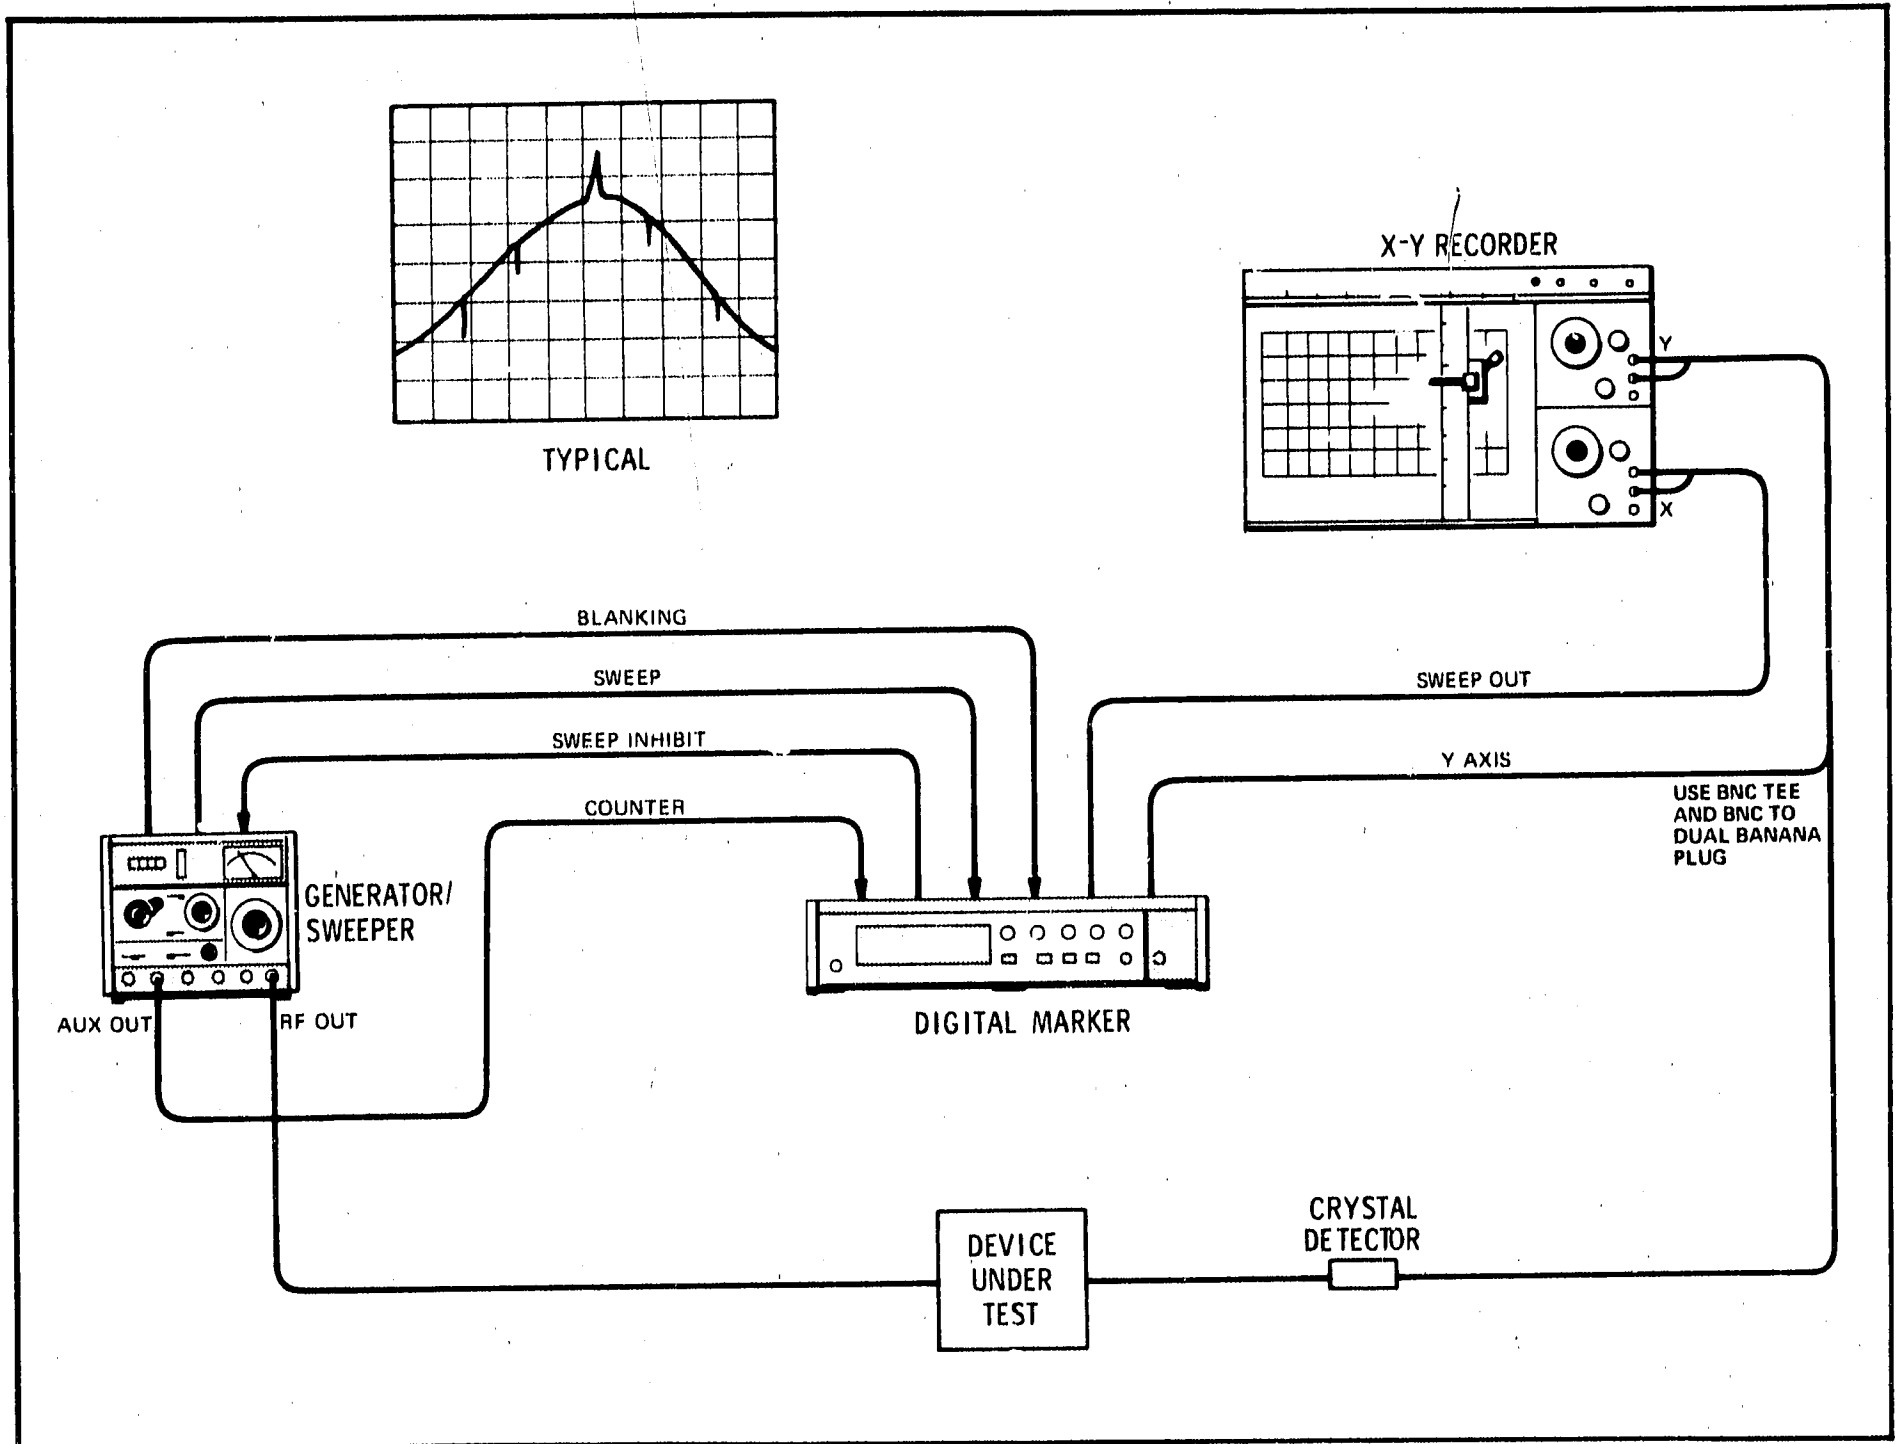 TYPICAL
X-Y RECORDER
Y
X
BLANKING
SWEEP
SWEEP INHIBIT
COUNTER
SWEEP OUT
Y AXIS
USE BNC TEE
AND BNC TO
DUAL BANANA
PLUG
GENERATOR/
SWEEPER
AUX OUT
RF OUT
DIGITAL MARKER
DEVICE
UNDER
TEST
CRYSTAL
DETECTOR